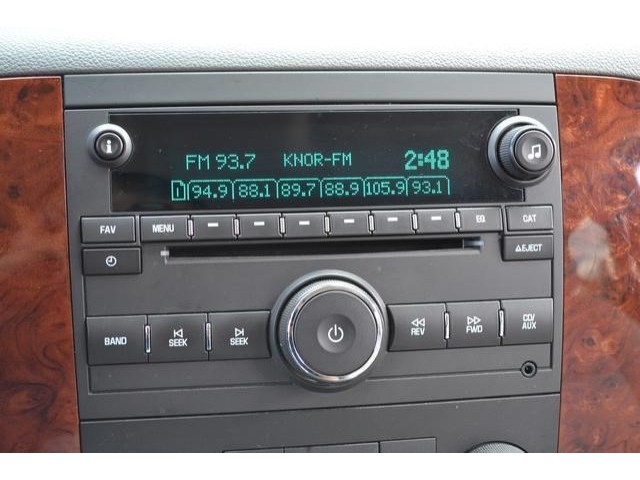 FM 93.7 KNOR-FM 2:48
1 94.9 88.1 89.7 88.9 105.9 93.1
FAV MENU EQ CAT
EJECT
BAND SEEK SEEK REV FWD CD/
AUX